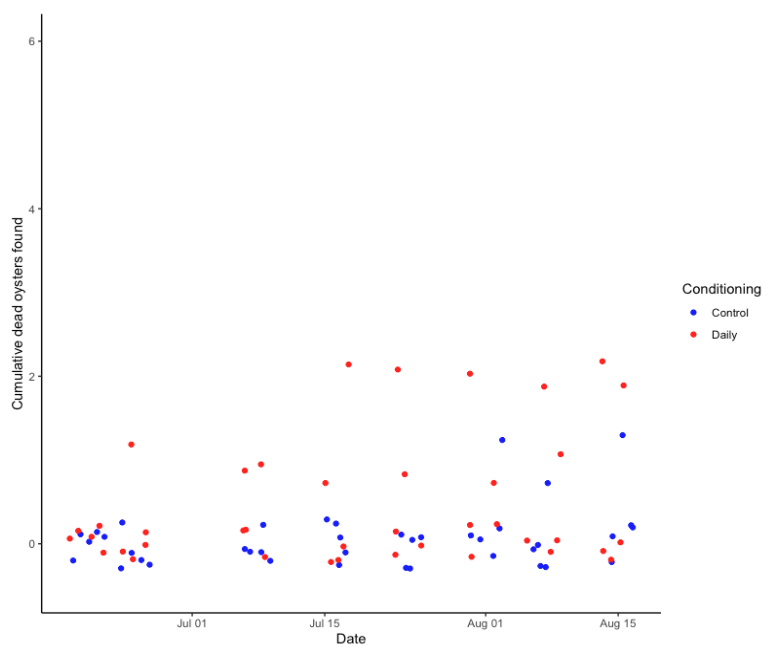 6
4
2
0
Cumulative dead oysters found
Jul 01
Jul 15
Aug 01
Aug 15
Date
Conditioning
Control
Daily